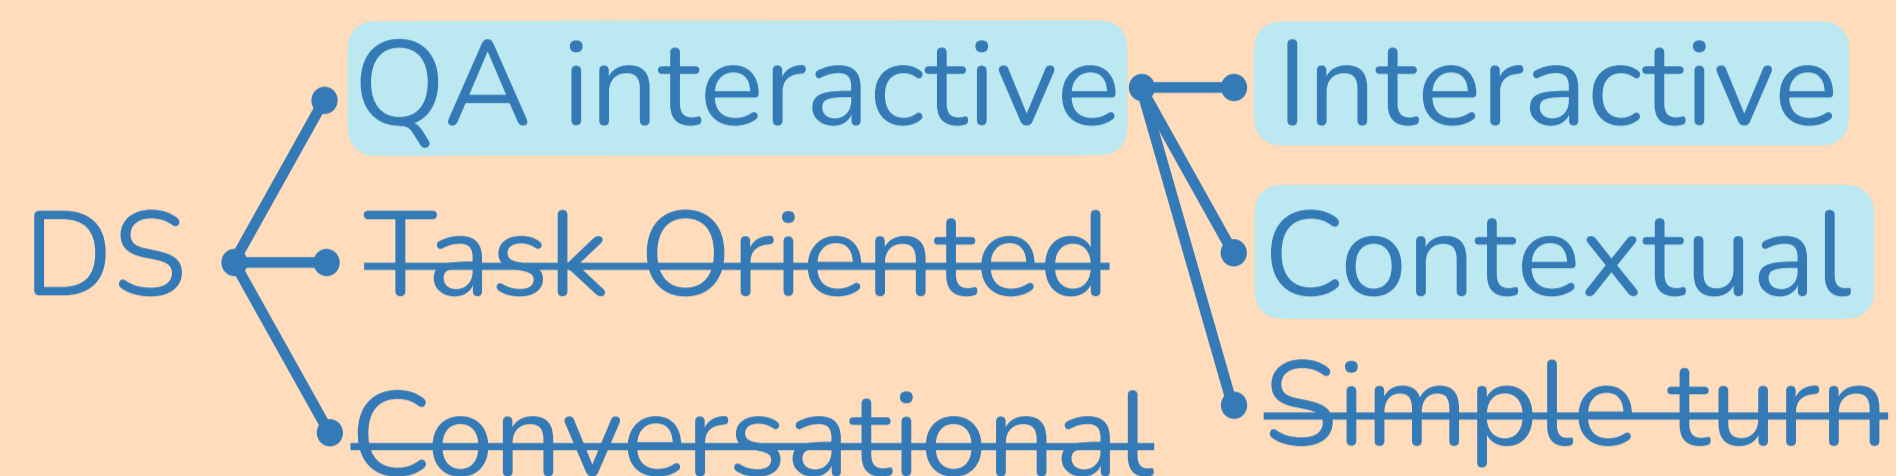 QA interactive
Interactive
DS
Task Oriented
Contextual
Conversational
Simple turn